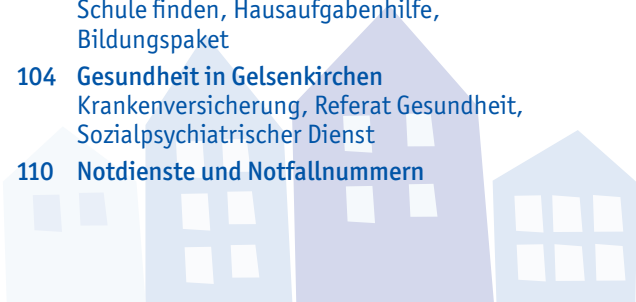 Schule finden, Hausaufgabenhilfe,
Bildungspaket
104 Gesundheit in Gelsenkirchen
Krankenversicherung, Referat Gesundheit,
Sozialpsychiatrischer Dienst
110 Notdienste und Notfallnummern